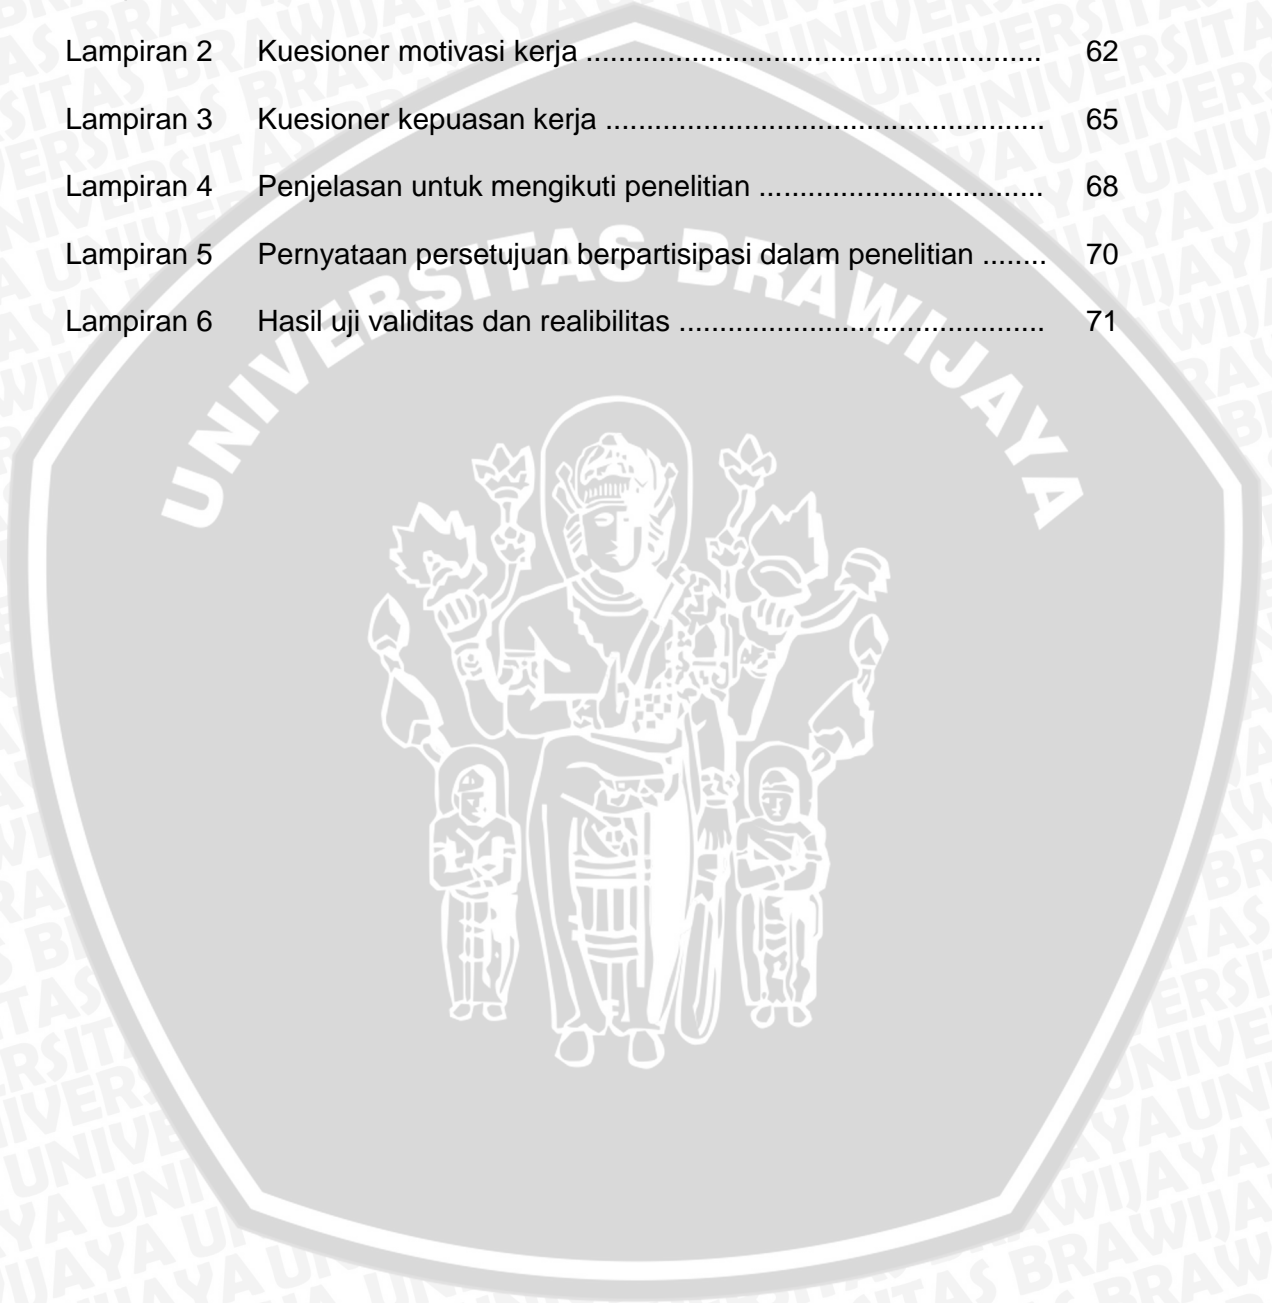 Lampiran 2 Kuesioner motivasi kerja ........................................................ 62
Lampiran 3 Kuesioner kepuasan kerja ...................................................... 65
Lampiran 4 Penjelasan untuk mengikuti penelitian ................................... 68
Lampiran 5 Pernyataan persetujuan berpartisipasi dalam penelitian ........ 70
Lampiran 6 Hasil uji validitas dan realibilitas ............................................. 71
UNIVERSITAS BRAWIJAYA